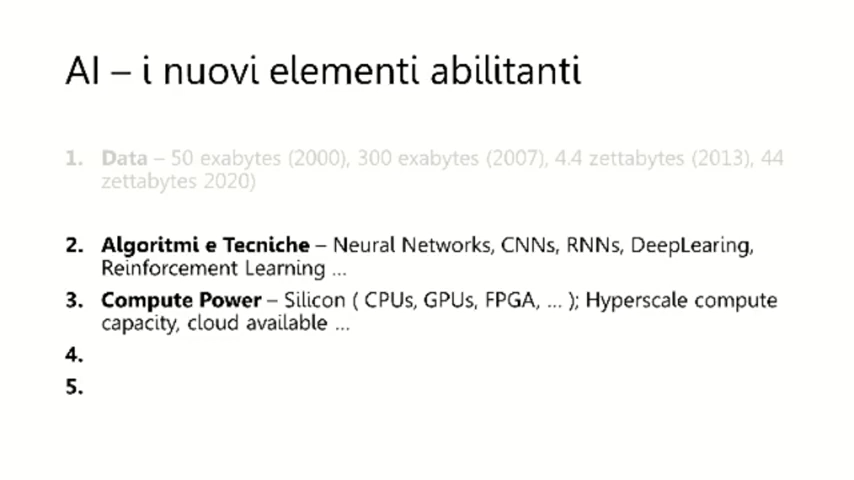 AI – i nuovi elementi abilitanti
1. Data – 50 exabytes (2000), 300 exabytes (2007), 4.4 zettabytes (2013), 44
zettabytes 2020)
2. Algoritmi e Tecniche – Neural Networks, CNNs, RNNs, DeepLearing,
Reinforcement Learning ...
3. Compute Power – Silicon ( CPUs, GPUs, FPGA, ... ); Hyperscale compute
capacity, cloud available ...
4.
5.